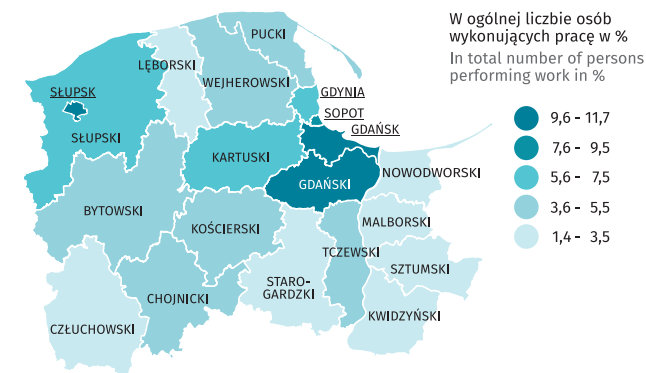 W ogólnej liczbie osób
wykonujących pracę w %
In total number of persons
performing work in %
9,6 - 11,7
7,6 - 9,5
5,6 - 7,5
3,6 - 5,5
1,4 - 3,5
PUCKI
LĘBORSKI
WEJHEROWSKI
SŁUPSK
GDYNIA
SOPOT
GDAŃSK
SŁUPSKI
KARTUSKI
NOWODWORSKI
GDAŃSKI
BYTOWSKI
MALBORSKI
KOŚCIERSKI
TCZEWSKI
SZTUMSKI
STARO-
GARDZKI
CHOJNICKI
KWIDZYŃSKI
CZŁUCHOWSKI